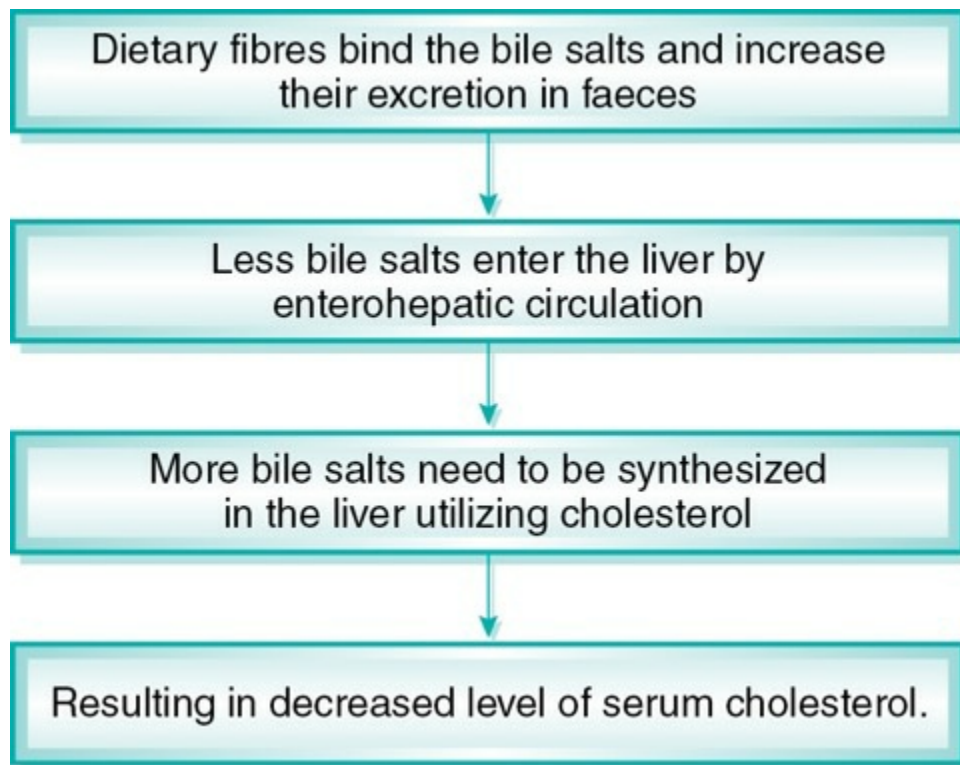 Dietary fibres bind the bile salts and increase
their excretion in faeces
Less bile salts enter the liver by
enterohepatic circulation
More bile salts need to be synthesized
in the liver utilizing cholesterol
Resulting in decreased level of serum cholesterol.